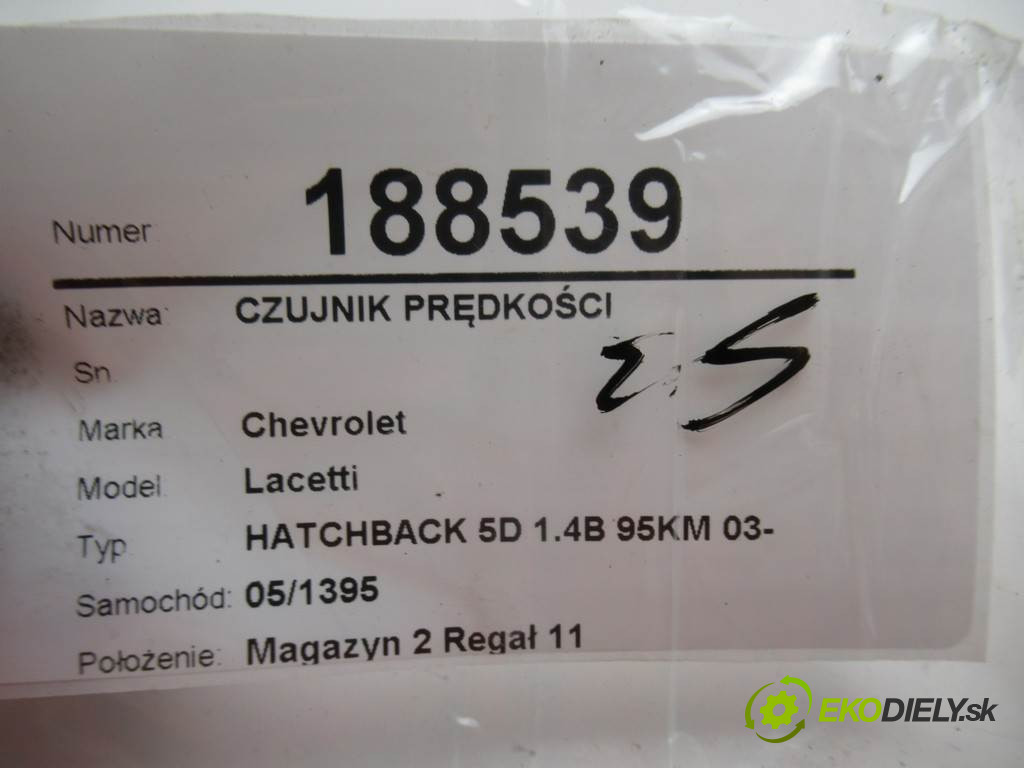 Numer 188539
Nazwa: CZUJNIK PRĘDKOŚCI
Sn
Marka Chevrolet
Model Lacetti
Typ HATCHBACK 5D 1.4B 95KM 03-
Samochód: 05/1395
Położenie: Magazyn 2 Regał 11
EKODIELY.sk